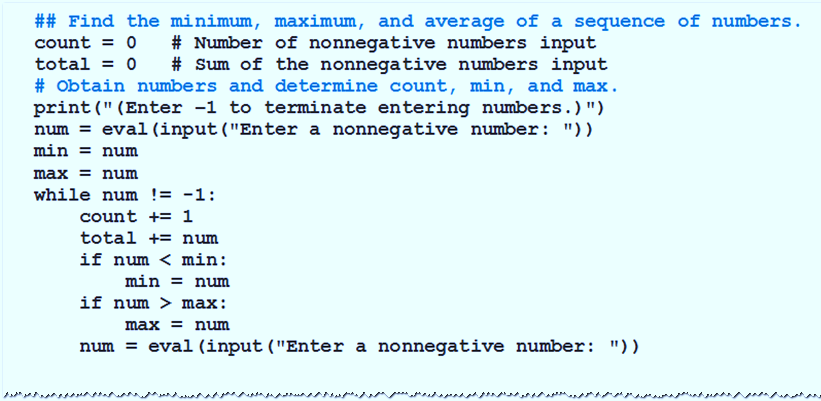 ## Find the minimum, maximum, and average of a sequence of numbers.
count = 0   # Number of nonnegative numbers input
total = 0   # Sum of the nonnegative numbers input
# Obtain numbers and determine count, min, and max.
print("(Enter –1 to terminate entering numbers.)")
num = eval(input("Enter a nonnegative number: "))
min = num
max = num
while num != -1:
    count += 1
    total += num
    if num < min:
        min = num
    if num > max:
        max = num
    num = eval(input("Enter a nonnegative number: "))